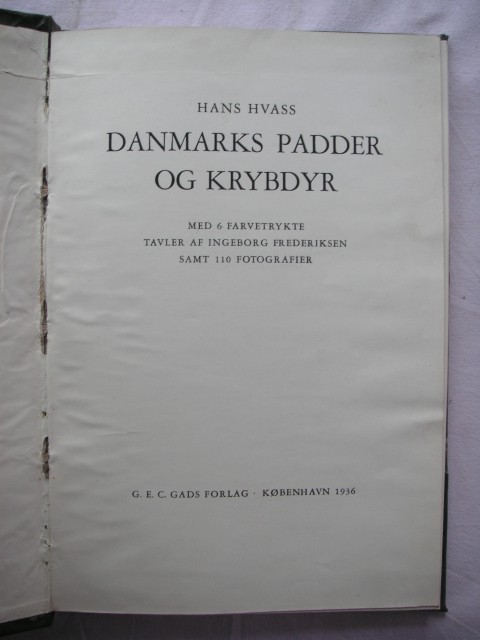 HANS HVASS
DANMARKS PADDER
OG KRYBDYR
MED 6 FARVETRYKTE
TAVLER AF INGEBORG FREDERIKSEN
SAMT 110 FOTOGRAFIER
G. E. C. GADS FORLAG · KØBENHAVN 1936